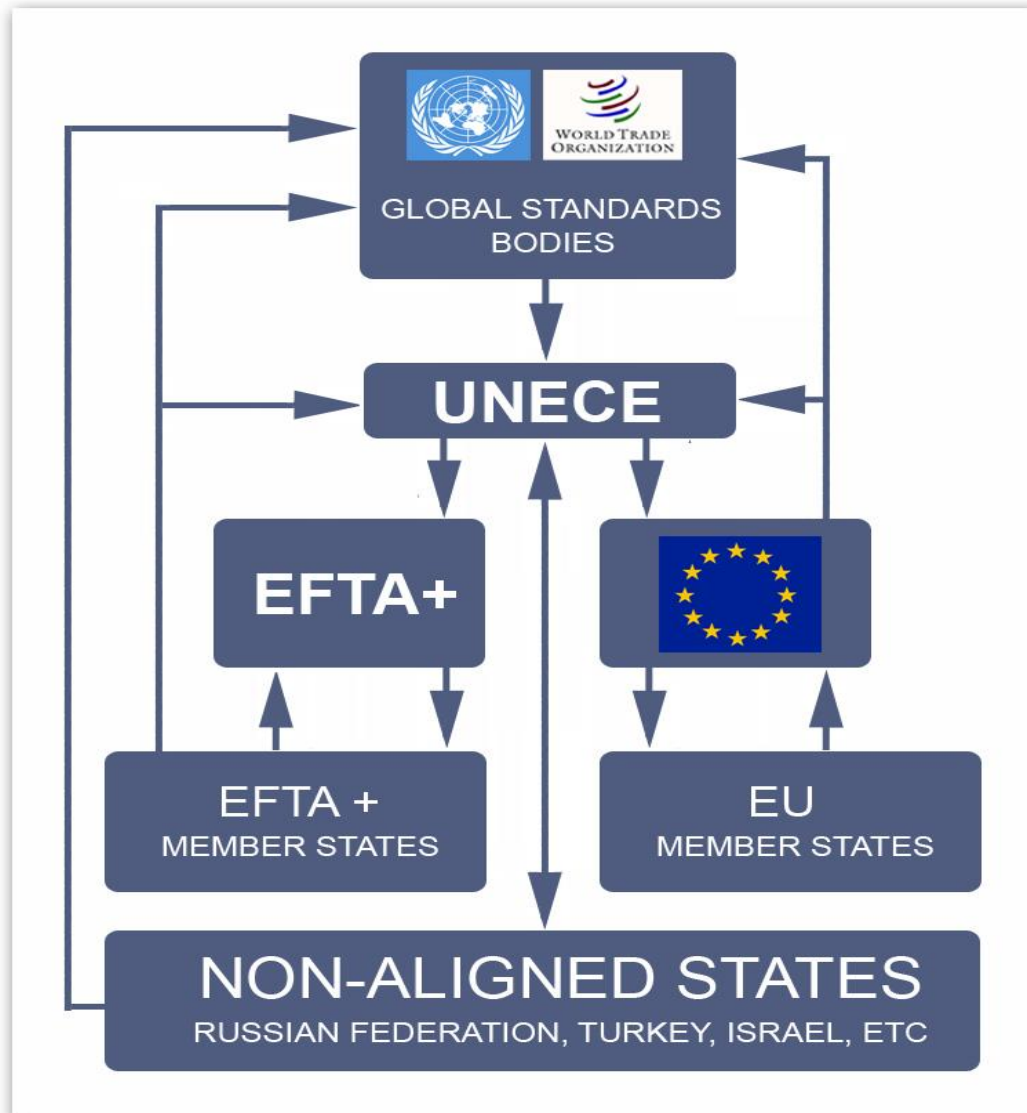 WORLD TRADE
ORGANIZATION
GLOBAL STANDARDS
BODIES
UNECE
EFTA+
EFTA +
MEMBER STATES
EU
MEMBER STATES
NON-ALIGNED STATES
RUSSIAN FEDERATION, TURKEY, ISRAEL, ETC